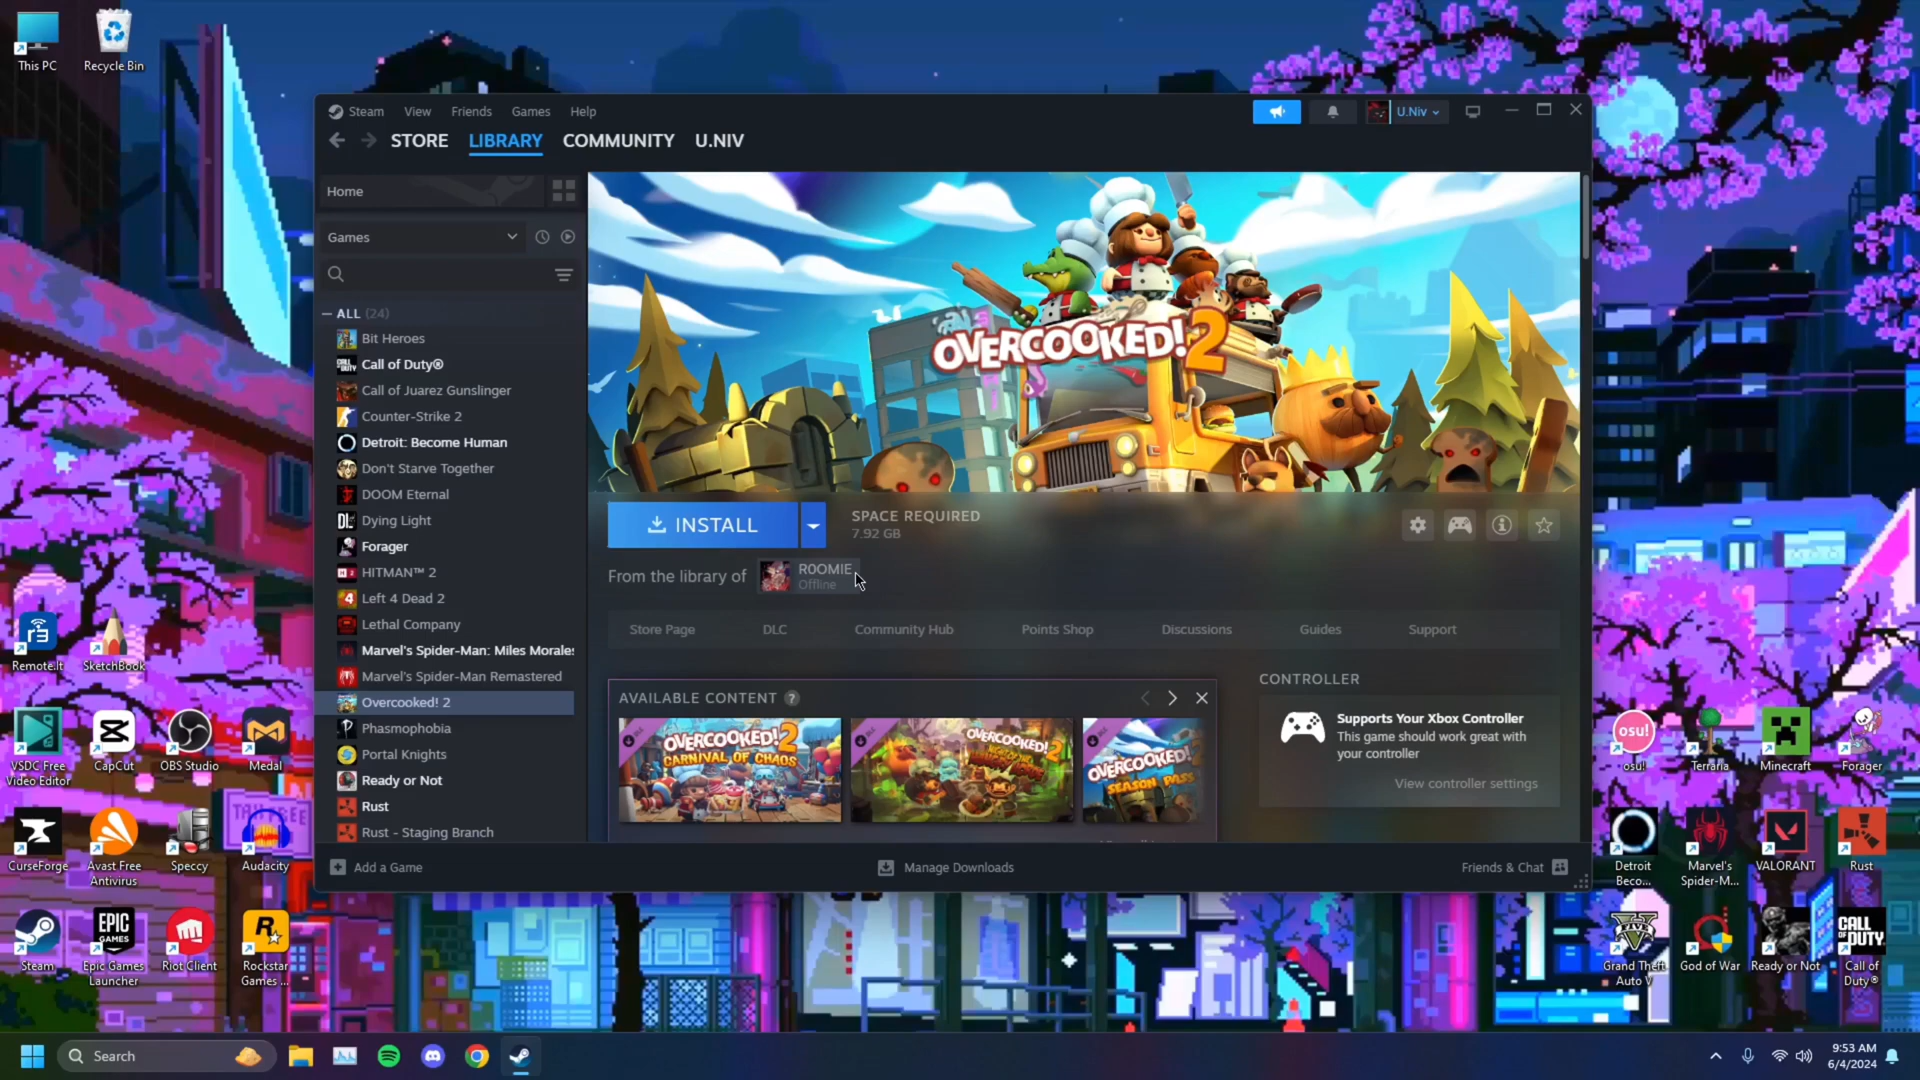 This PC
Recycle Bin
Steam View Friends Games Help
U.Niv
STORE LIBRARY COMMUNITY U.NIV
Home
Games
ALL (24)
Bit Heroes
Call of Duty®
Call of Juarez Gunslinger
Counter-Strike 2
Detroit: Become Human
Don't Starve Together
DOOM Eternal
Dying Light
Forager
HITMAN™ 2
Left 4 Dead 2
Lethal Company
Marvel's Spider-Man: Miles Morales
Marvel's Spider-Man Remastered
Overcooked! 2
Phasmophobia
Portal Knights
Ready or Not
Rust
Rust - Staging Branch
OVERCOOKED! 2
INSTALL
SPACE REQUIRED
7.92 GB
From the library of
R0OMIE
Offline
Store Page DLC Community Hub Points Shop Discussions Guides Support
AVAILABLE CONTENT ?
OVERCOOKED! 2
CARNIVAL OF CHAOS
OVERCOOKED! 2
OVERCOOKED! 2
SEASON PASS
CONTROLLER
Supports Your Xbox Controller
This game should work great with
your controller
View controller settings
Add a Game
Manage Downloads
Friends & Chat
Remote.It
SketchBook
VSDC Free
Video Editor
CapCut
OBS Studio
Medal
CurseForge
Avast Free
Antivirus
Speccy
Audacity
Steam
EPIC
GAMES
Epic Games
Launcher
Riot Client
Rockstar
Games ...
osu!
osu!
Terraria
Minecraft
Forager
Detroit
Beco...
Marvel's
Spider-M...
VALORANT
Rust
FIVE
Grand Theft
Auto V
God of War
Ready or Not
CALL OF DUTY
Call of
Duty®
Search
9:53 AM
6/4/2024